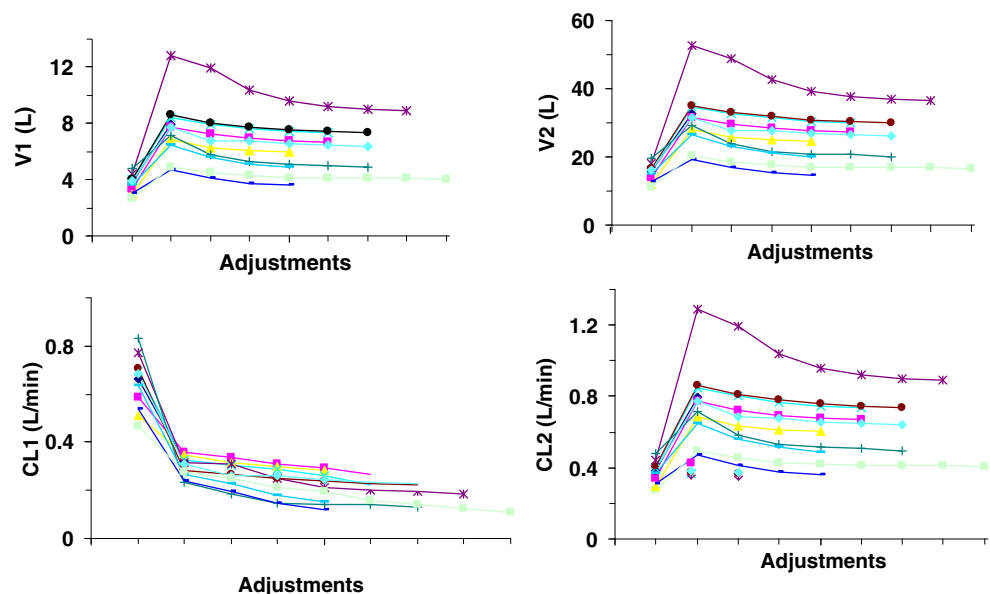 V1 (L)
12
8
4
0
Adjustments
V2 (L)
60
40
20
0
Adjustments
CL1 (L/min)
0.8
0.4
0
Adjustments
CL2 (L/min)
1.2
0.8
0.4
0
Adjustments